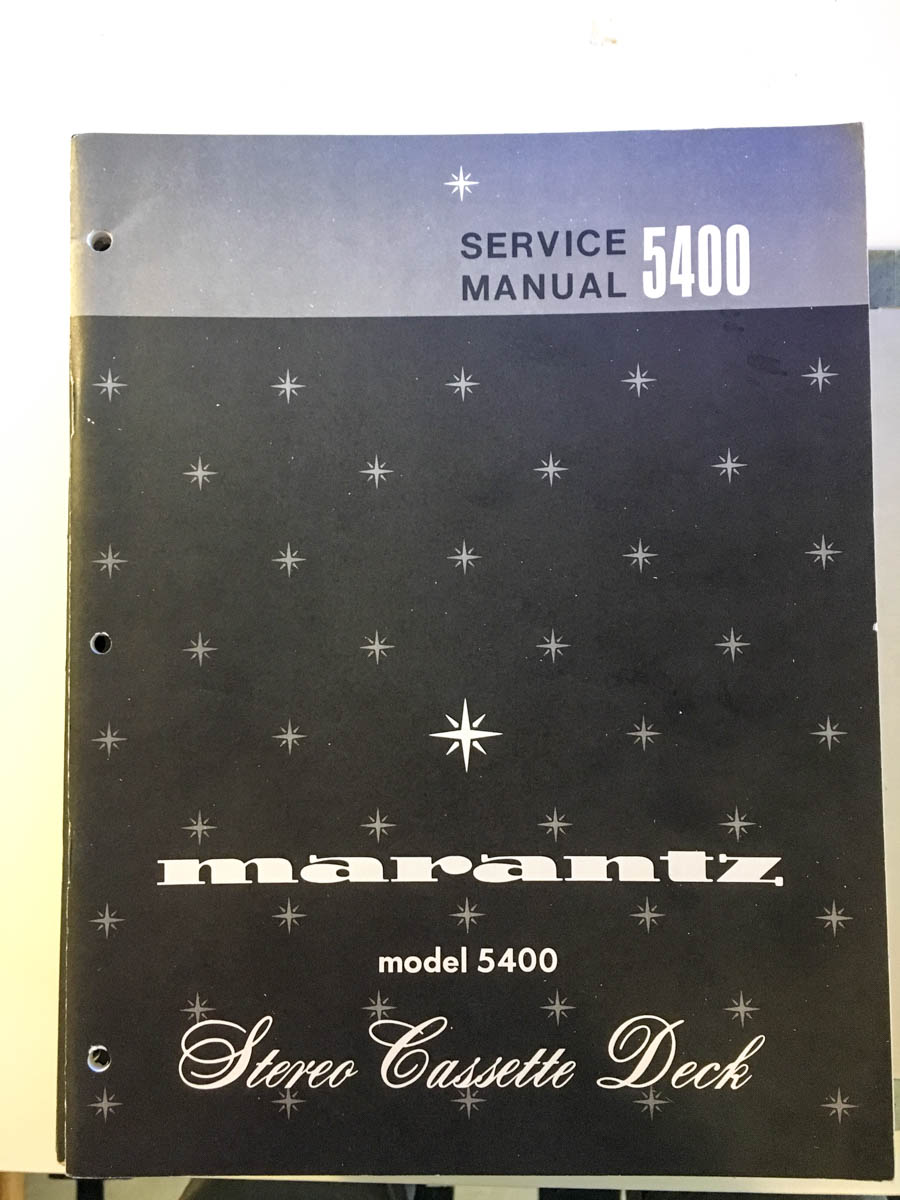 SERVICE
MANUAL 5400
marantz
model 5400
Stereo Cassette Deck